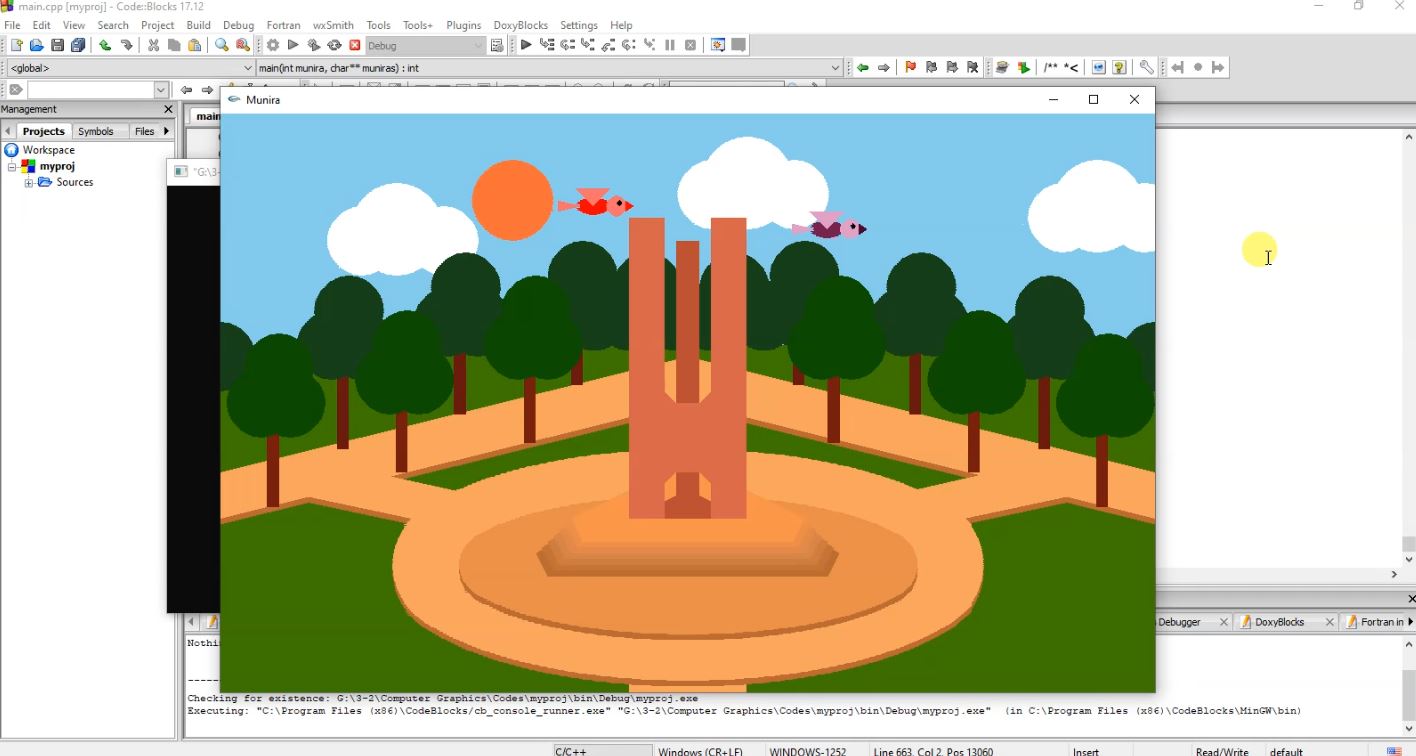 main.cpp [myproj] - Code::Blocks 17.12
File Edit View Search Project Build Debug Fortran wxSmith Tools Tools+ Plugins DoxyBlocks Settings Help
Debug
<global> main(int munira, char** muniras) : int
/** *<
Management
Projects Symbols Files
Workspace
myproj
Sources
main
Munira
"G:\3-
Debugger DoxyBlocks Fortran in
Nothi
--------
Checking for existence: G:\3-2\Computer Graphics\Codes\myproj\bin\Debug\myproj.exe
Executing: "C:\Program Files (x86)\CodeBlocks/cb_console_runner.exe" "G:\3-2\Computer Graphics\Codes\myproj\bin\Debug\myproj.exe" (in C:\Program Files (x86)\CodeBlocks\MinGW\bin)
C/C++ Windows (CR+LF) WINDOWS-1252 Line 663, Col 2, Pos 13060 Insert Read/Write default